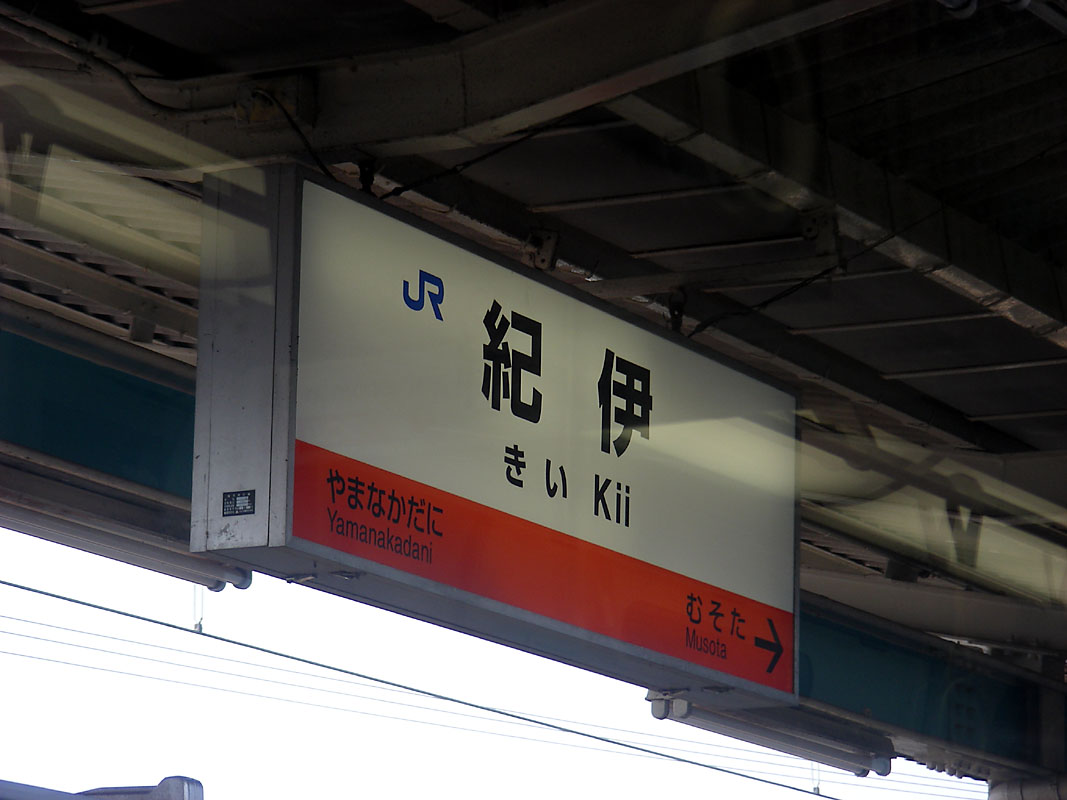 JR 紀伊
きい Kii
やまなかだに
Yamanakadani
むそた →
Musota